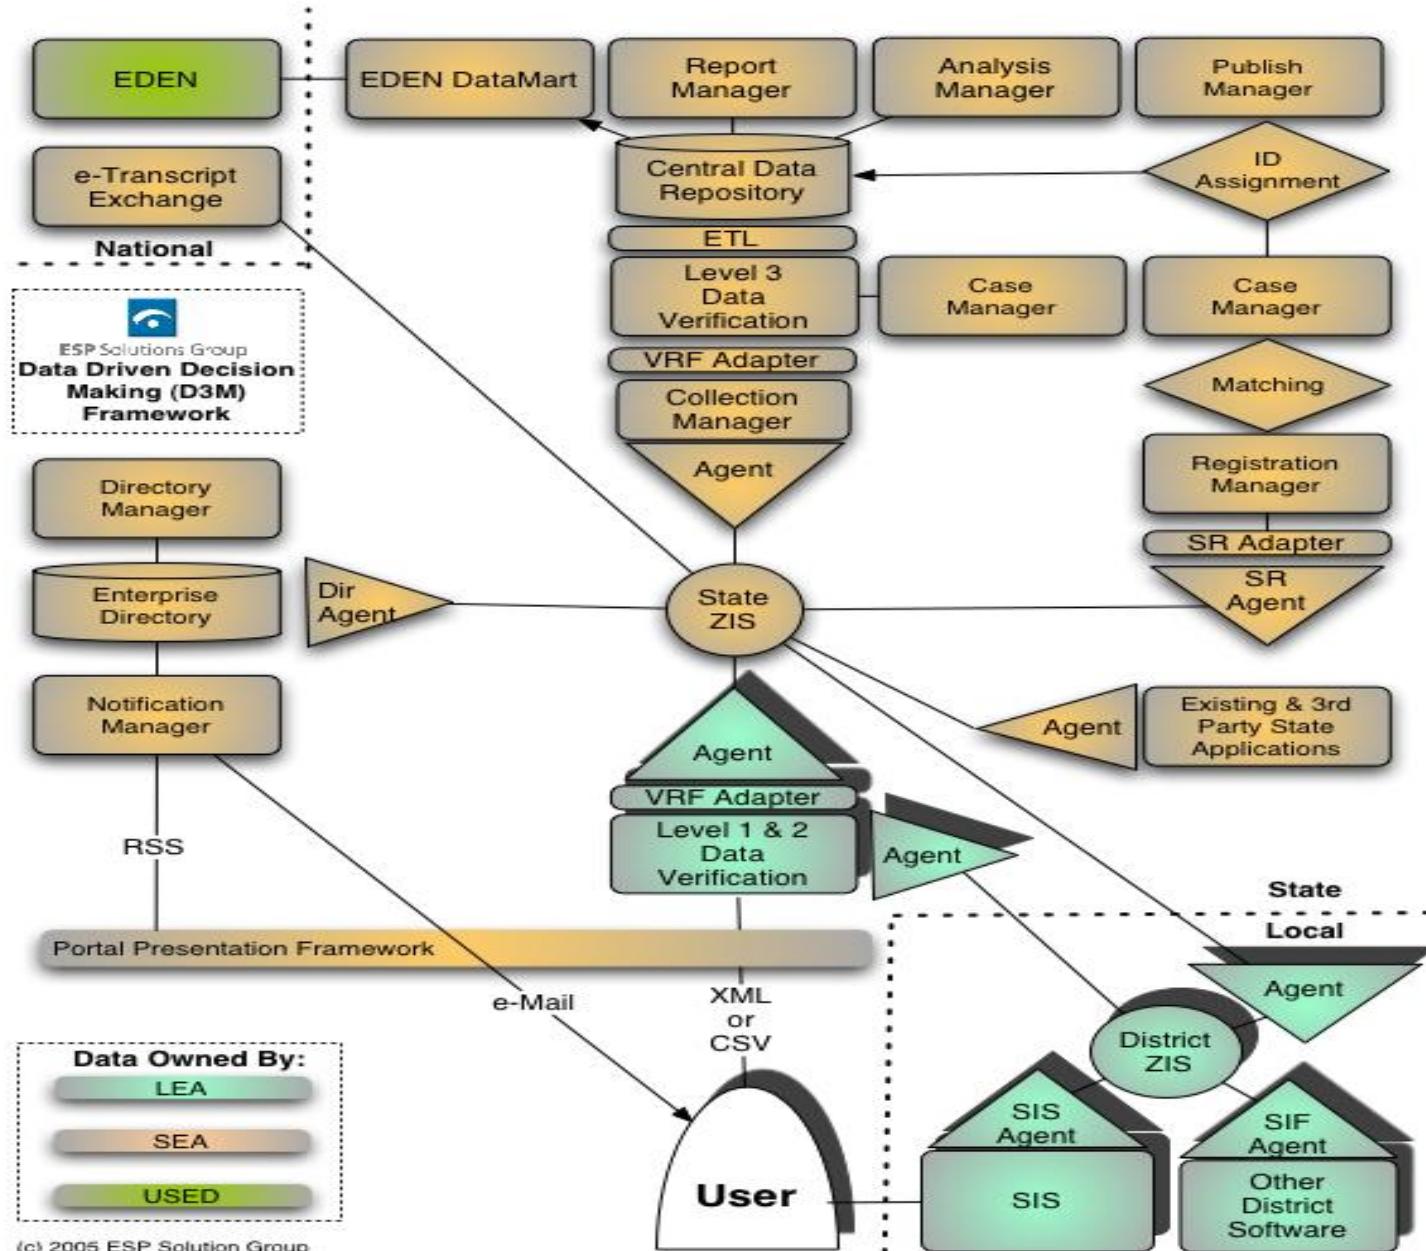 EDEN
EDEN DataMart
Report
Manager
Analysis
Manager
Publish
Manager
e-Transcript
Exchange
National
Central Data
Repository
ID
Assignment
ETL
Level 3
Data
Verification
Case
Manager
Case
Manager
ESP Solutions Group
Data Driven Decision
Making (D3M)
Framework
VRF Adapter
Collection
Manager
Agent
Matching
Registration
Manager
SR Adapter
SR
Agent
Directory
Manager
Enterprise
Directory
Dir
Agent
State
ZIS
Notification
Manager
Agent
Existing & 3rd
Party State
Applications
Agent
VRF Adapter
Level 1 & 2
Data
Verification
Agent
RSS
State
Local
Portal Presentation Framework
e-Mail
XML
or
CSV
Agent
District
ZIS
Data Owned By:
LEA
SEA
USED
SIS
Agent
SIF
Agent
User
SIS
Other
District
Software
(c) 2005 ESP Solution Group